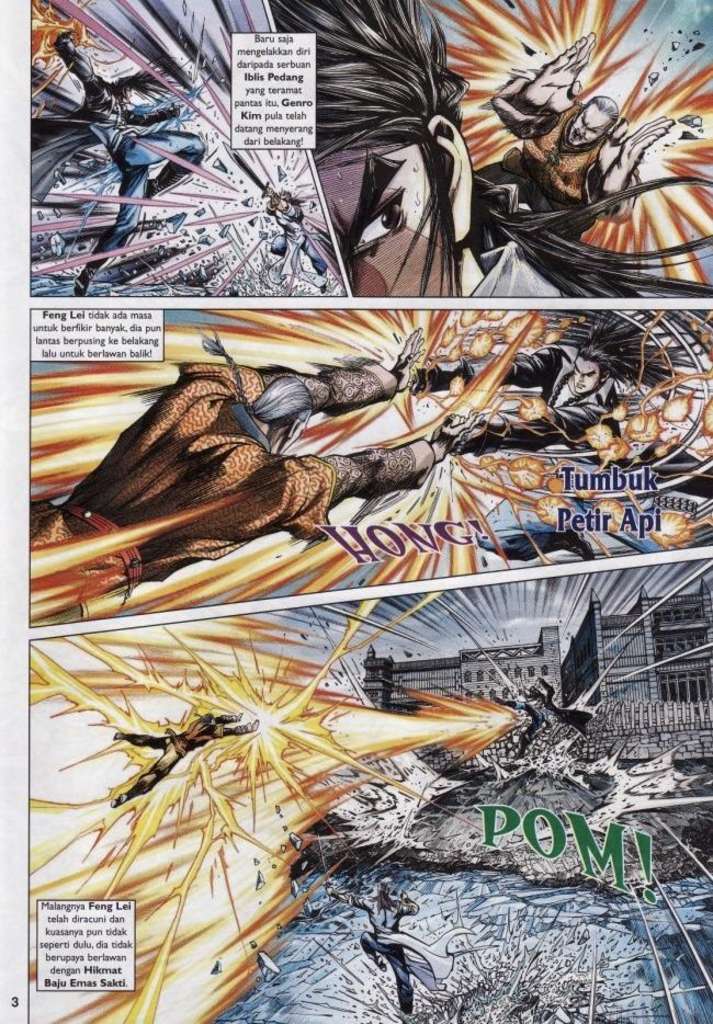 Baru saja
mengelakkan diri
daripada serbuan
Iblis Pedang
yang teramat
pantas itu, Genro
Kim pula telah
datang menyerang
dari belakang!
Feng Lei tidak ada masa
untuk berfikir banyak, dia pun
lantas berpusing ke belakang
lalu untuk berlawan balik!
Tumbuk
Petir Api
HONG!
POM!
Malangnya Feng Lei
telah diracuni dan
kuasanya pun tidak
seperti dulu, dia tidak
berupaya berlawan
dengan Hikmat
Baju Emas Sakti.
3